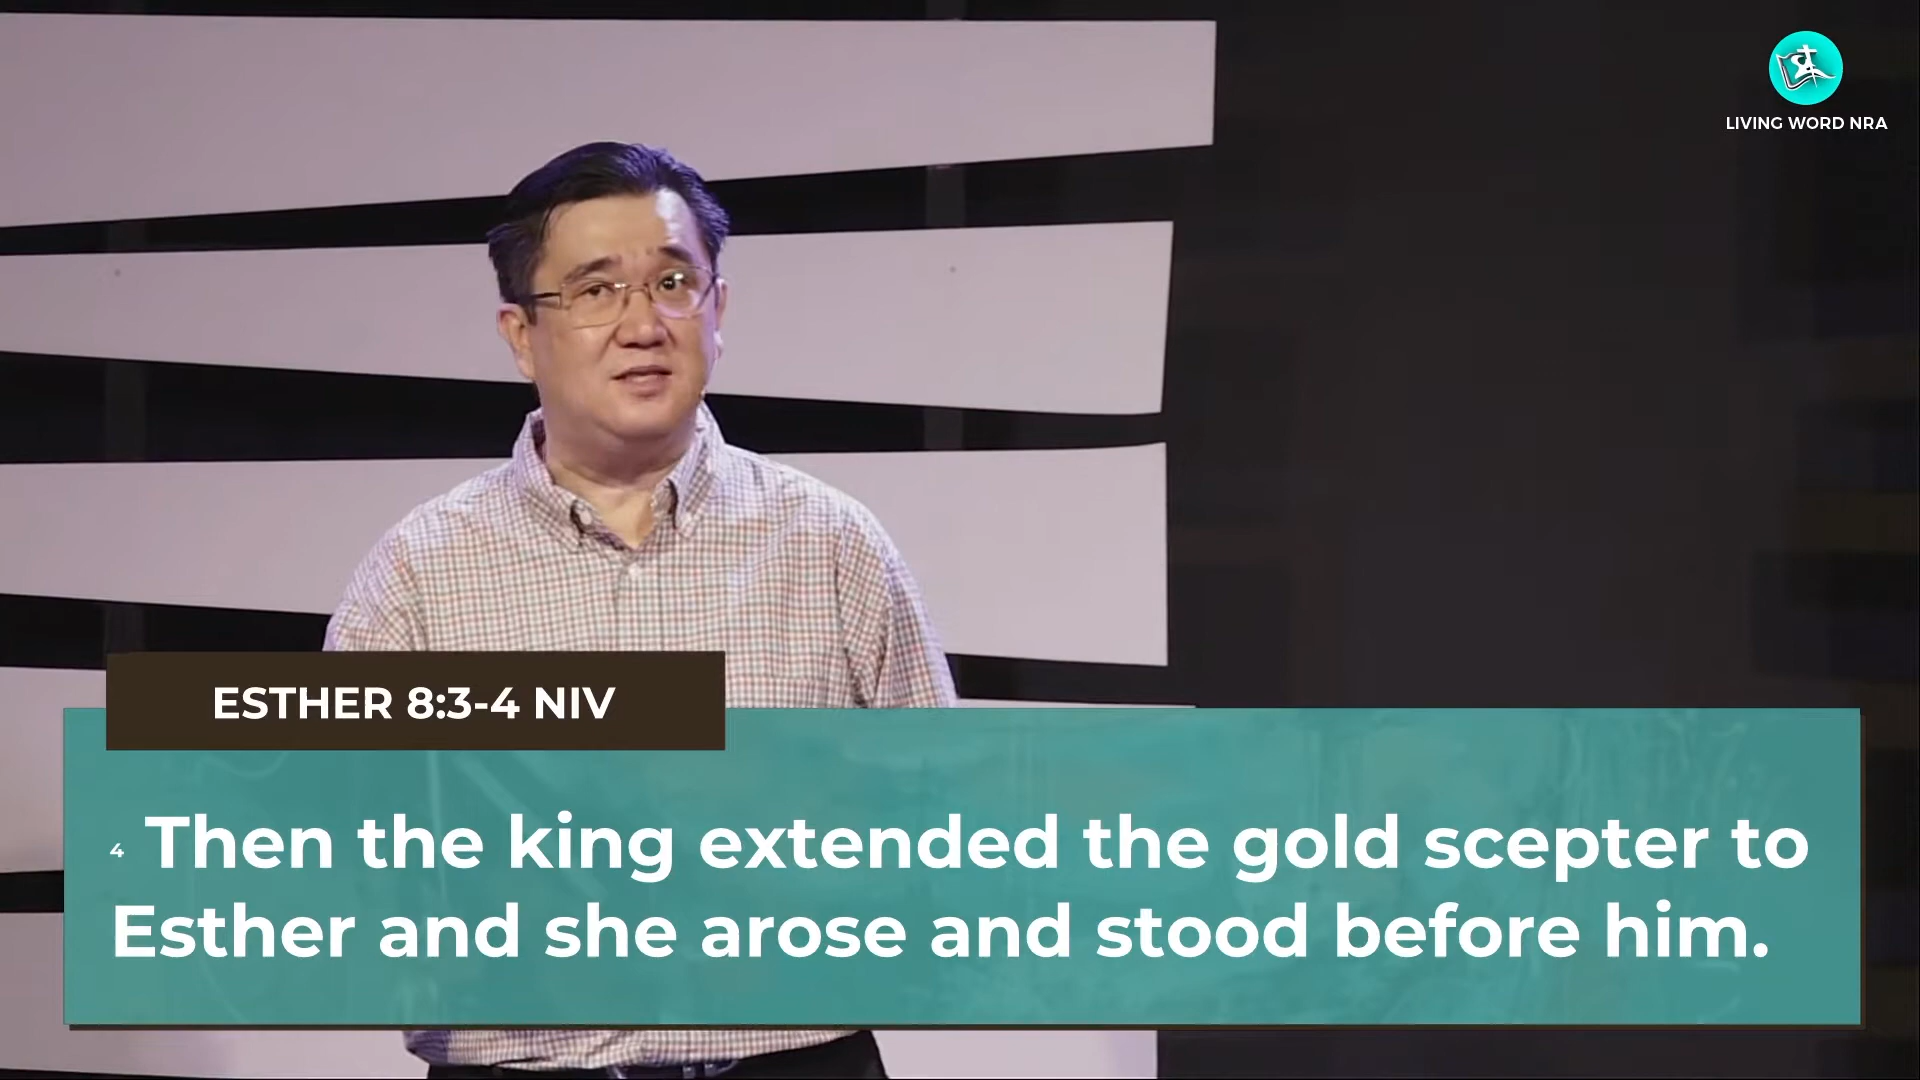 LIVING WORD NRA
ESTHER 8:3-4 NIV
4 Then the king extended the gold scepter to
Esther and she arose and stood before him.